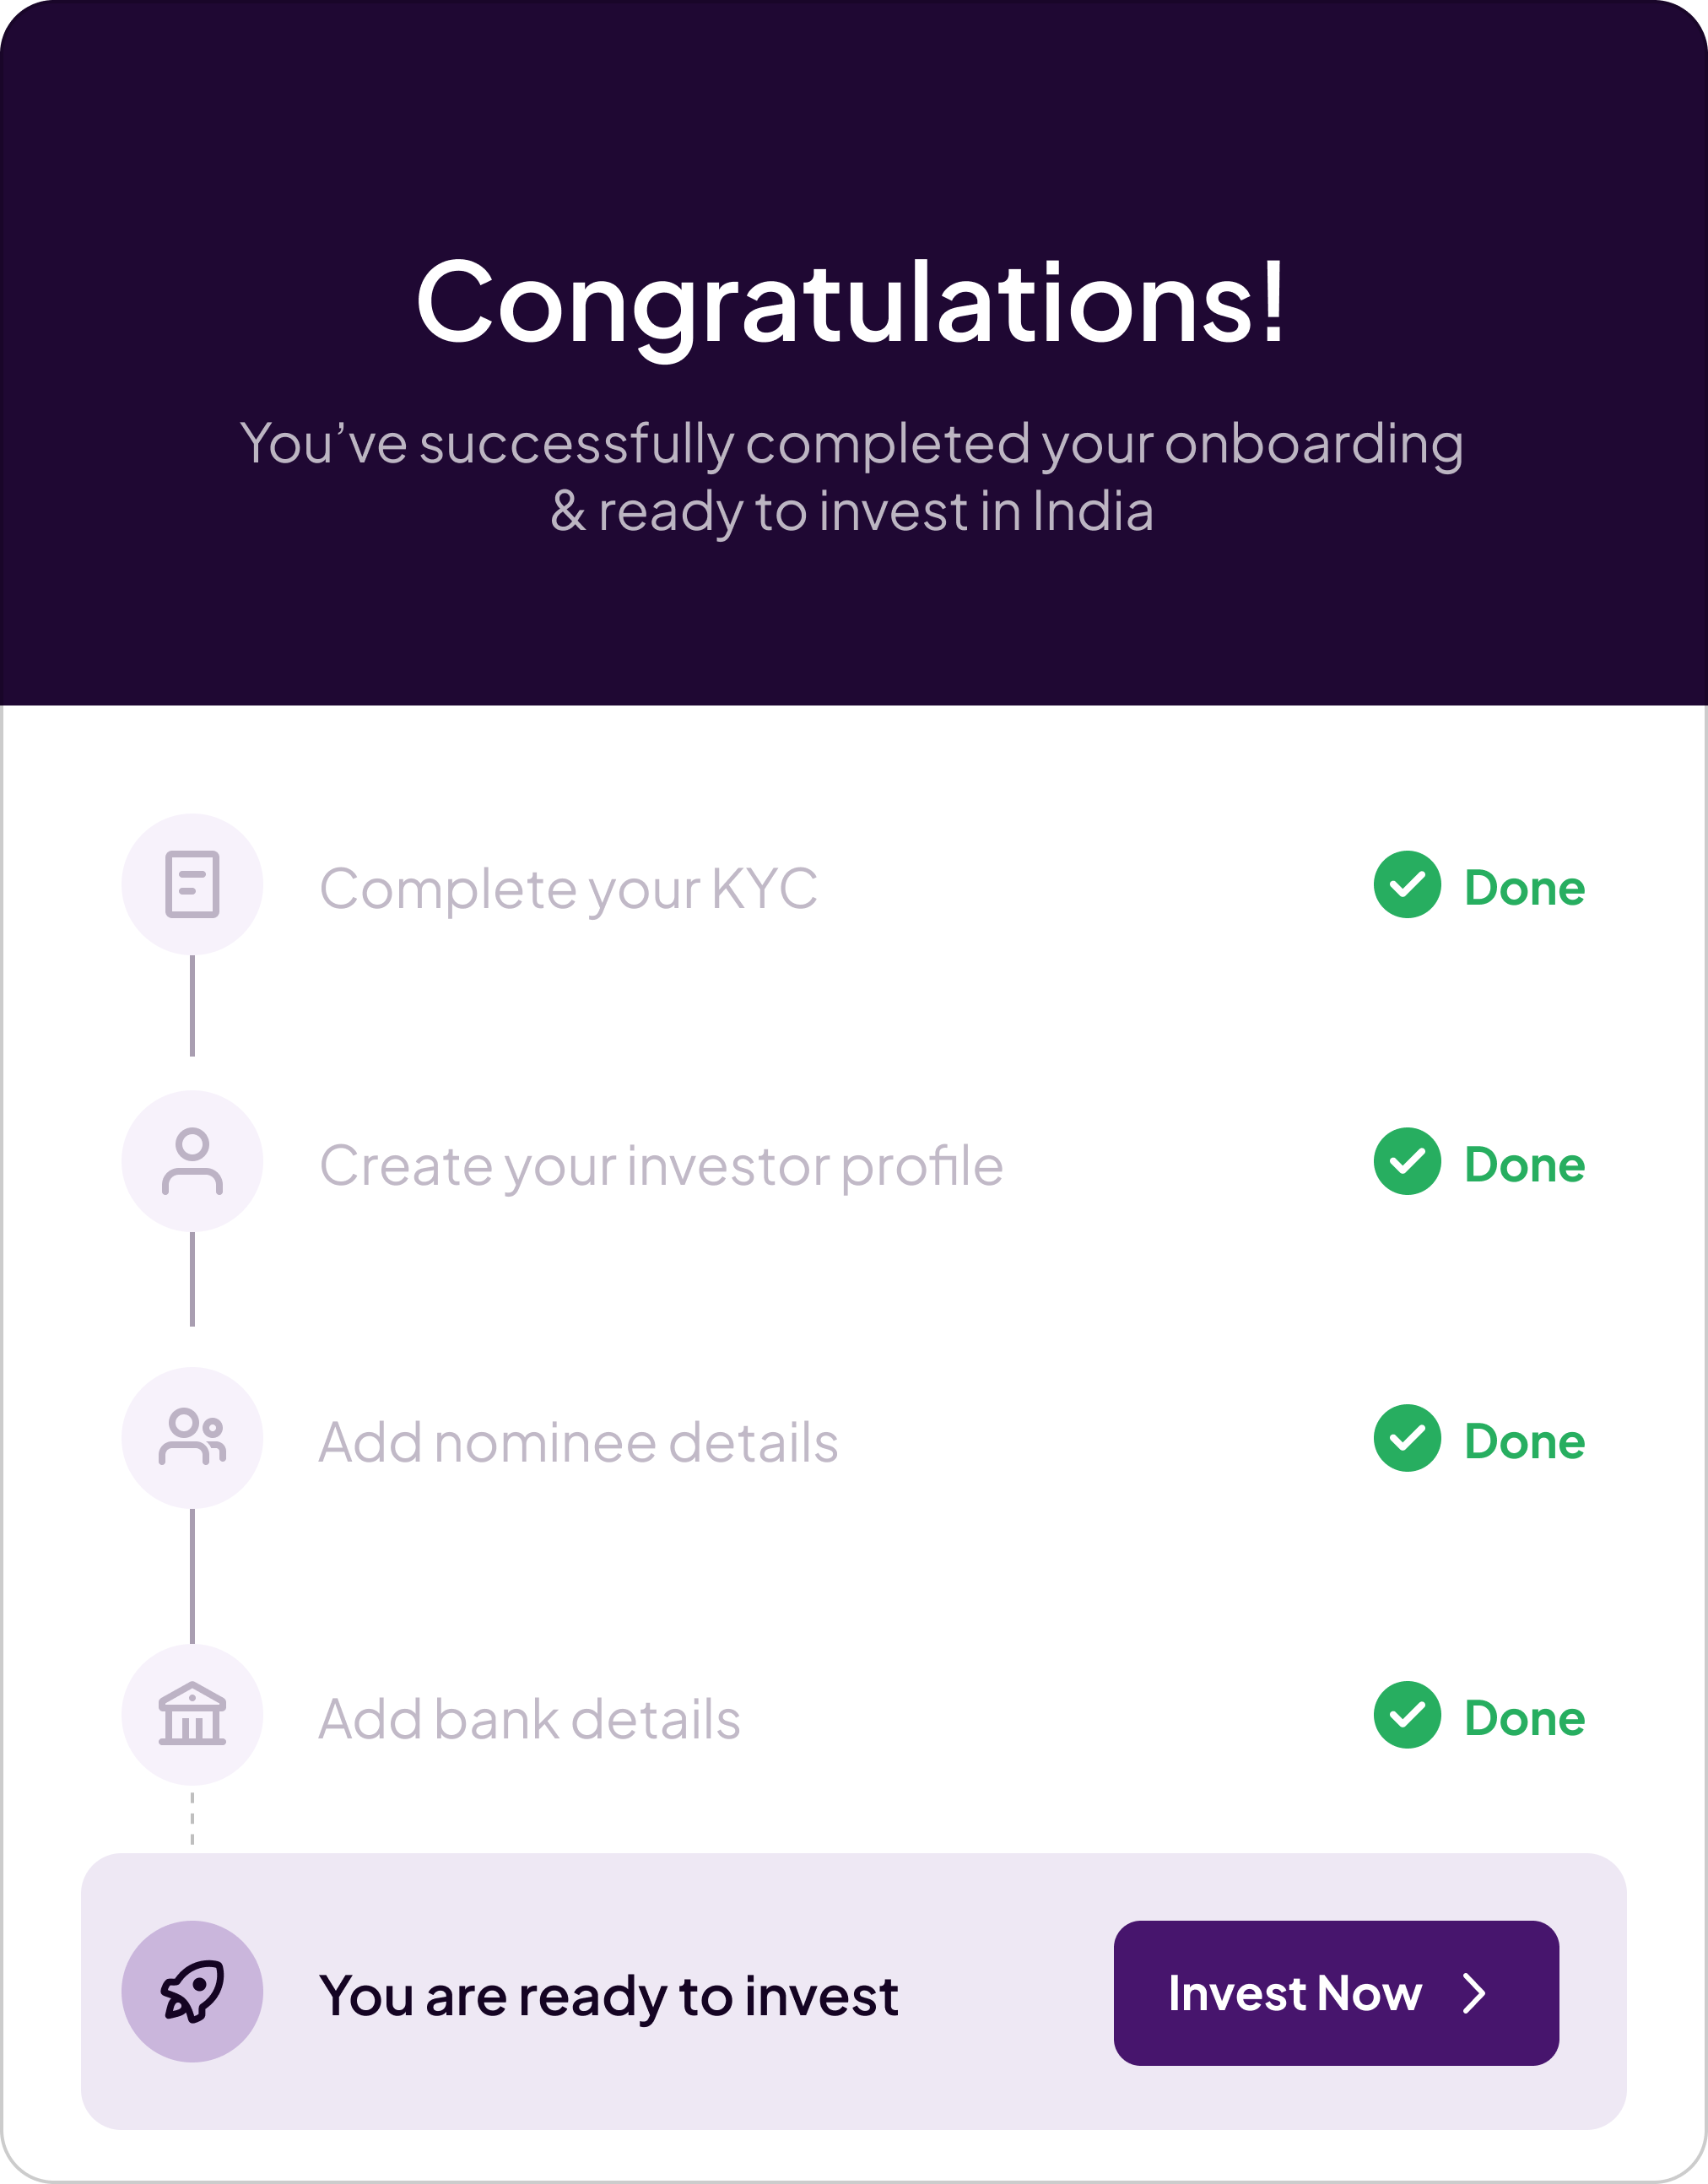 Congratulations!
You’ve successfully completed your onboarding
& ready to invest in India
Complete your KYC
Done
Create your investor profile
Done
Add nominee details
Done
Add bank details
Done
You are ready to invest
Invest Now